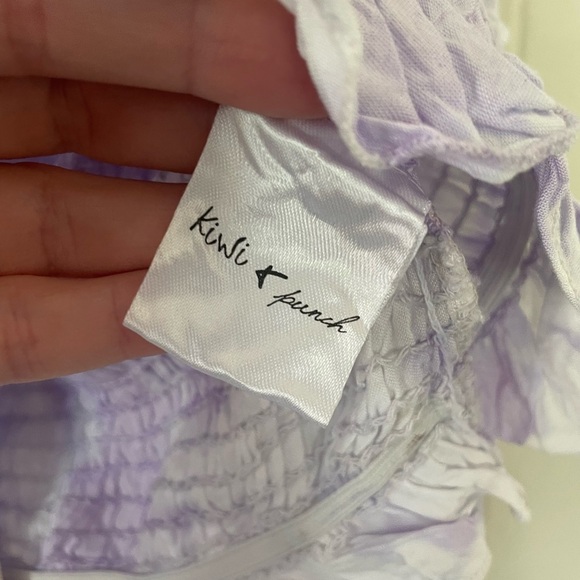 Kiwi +
punch